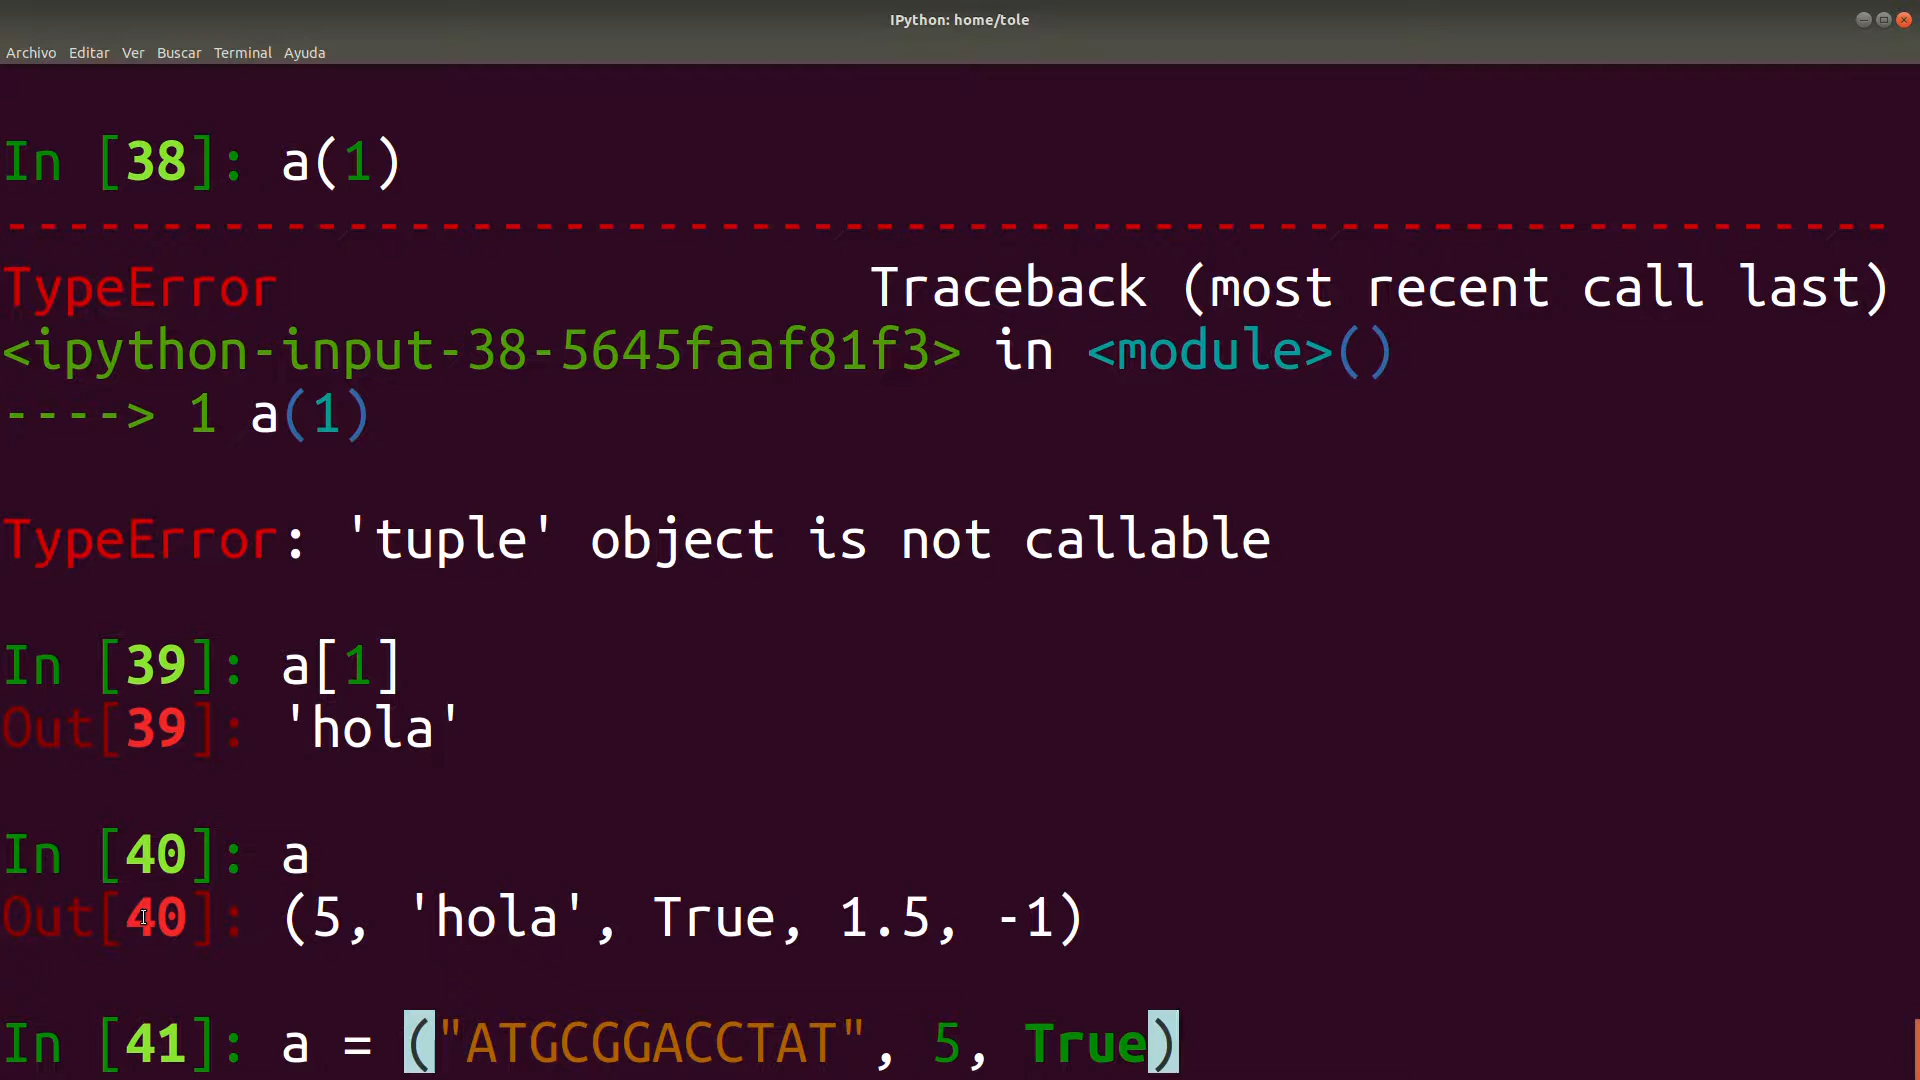 IPython: home/tole
Archivo Editar Ver Buscar Terminal Ayuda
In [38]: a(1)
---------------------------------------------------------------------------
TypeError                                 Traceback (most recent call last)
<ipython-input-38-5645faaf81f3> in <module>()
----> 1 a(1)
TypeError: 'tuple' object is not callable
In [39]: a[1]
Out[39]: 'hola'
In [40]: a
Out[40]: (5, 'hola', True, 1.5, -1)
In [41]: a = ("ATGCGGACCTAT", 5, True)